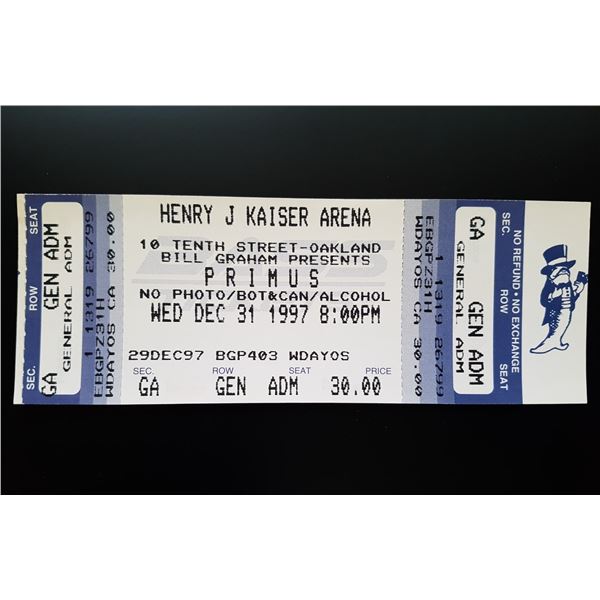 SEC. ROW SEAT
GA GEN ADM
GENERAL ADM
1 1319 26799
EBGPZ31H
WDAYOS CA 30.00
HENRY J KAISER ARENA
10 TENTH STREET-OAKLAND
BILL GRAHAM PRESENTS
PRIMUS
NO PHOTO/BOT&CAN/ALCOHOL
WED DEC 31 1997 8:00PM
29DEC97 BGP403 WDAYOS
SEC. ROW SEAT PRICE
GA GEN ADM 30.00
WDAYOS CA 30.00
EBGPZ31H
1 1319 26799
GENERAL ADM
GA GEN ADM
SEC. ROW SEAT
NO REFUND • NO EXCHANGE